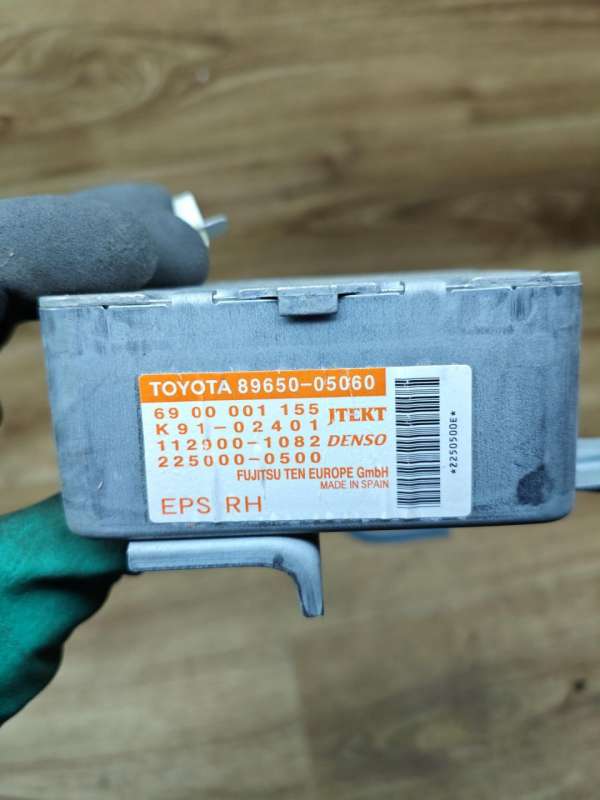 TOYOTA 89650-05060
69 00 001 155 JTEKT
K91-02401
112900-1082 DENSO
225000-0500
FUJITSU TEN EUROPE GmbH
MADE IN SPAIN
EPS RH
*2250500E*